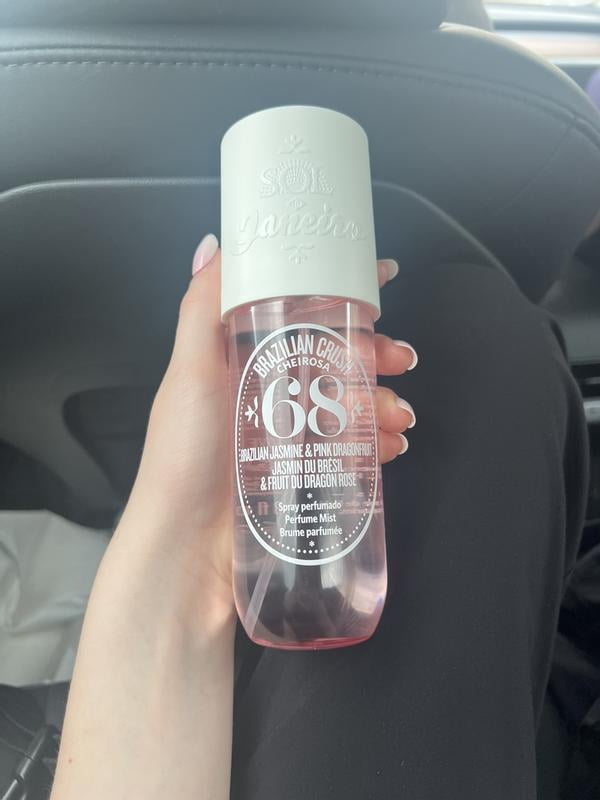 SOL
de
Janeiro
BRAZILIAN CRUSH
CHEIROSA
68
BRAZILIAN JASMINE & PINK DRAGONFRUIT
JASMIN DU BRÉSIL
& FRUIT DU DRAGON ROSE
Spray perfumado
Perfume Mist
Brume parfumée